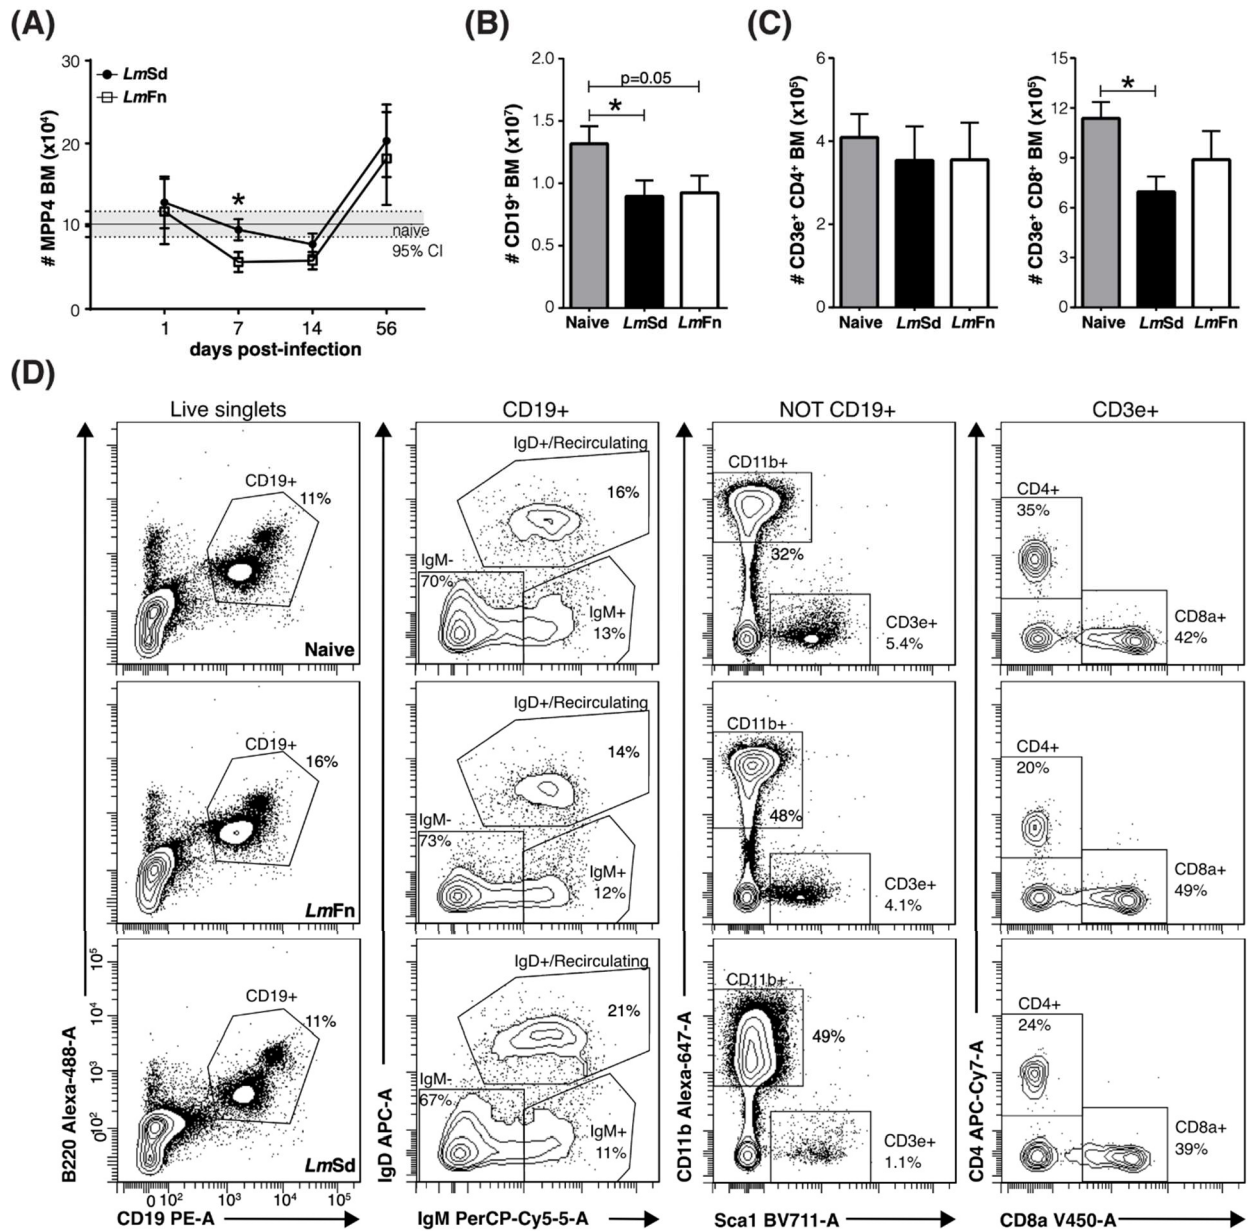 (A)
# MPP4 BM (x10⁴)
30
20
10
0
LmSd
LmFn
*
naive
95% CI
1 7 14 56
days post-infection
(B)
# CD19⁺ BM (x10⁷)
2.0
1.5
1.0
0.5
0
p=0.05
*
Naive LmSd LmFn
(C)
# CD3e⁺ CD4⁺ BM (x10⁵)
6
4
2
0
Naive LmSd LmFn
# CD3e⁺ CD8⁺ BM (x10⁵)
15
12
9
6
3
0
*
Naive LmSd LmFn
(D)
Live singlets
CD19+
NOT CD19+
CD3e+
CD19+
11%
Naive
IgD+/Recirculating
16%
IgM-
70%
IgM+
13%
CD11b+
32%
CD3e+
5.4%
CD4+
35%
CD8a+
42%
CD19+
16%
LmFn
IgD+/Recirculating
14%
IgM-
73%
IgM+
12%
CD11b+
48%
CD3e+
4.1%
CD4+
20%
CD8a+
49%
CD19+
11%
LmSd
IgD+/Recirculating
21%
IgM-
67%
IgM+
11%
CD11b+
49%
CD3e+
1.1%
CD4+
24%
CD8a+
39%
B220 Alexa-488-A
10⁵
10⁴
10³
10²
0
0 10² 10³ 10⁴ 10⁵
CD19 PE-A
IgD APC-A
IgM PerCP-Cy5-5-A
CD11b Alexa-647-A
Sca1 BV711-A
CD4 APC-Cy7-A
CD8a V450-A